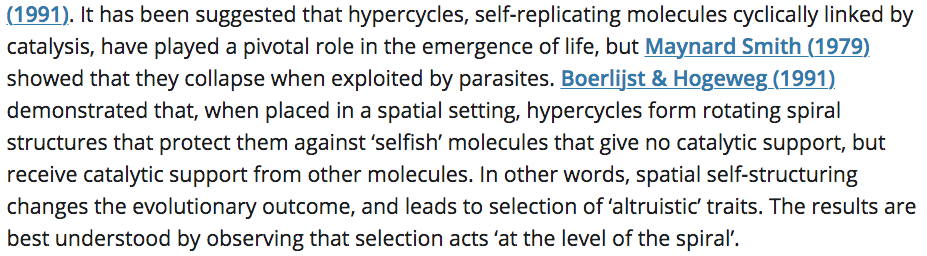 (1991). It has been suggested that hypercycles, self-replicating molecules cyclically linked by
catalysis, have played a pivotal role in the emergence of life, but Maynard Smith (1979)
showed that they collapse when exploited by parasites. Boerlijst & Hogeweg (1991)
demonstrated that, when placed in a spatial setting, hypercycles form rotating spiral
structures that protect them against ‘selfish’ molecules that give no catalytic support, but
receive catalytic support from other molecules. In other words, spatial self-structuring
changes the evolutionary outcome, and leads to selection of ‘altruistic’ traits. The results are
best understood by observing that selection acts ‘at the level of the spiral’.